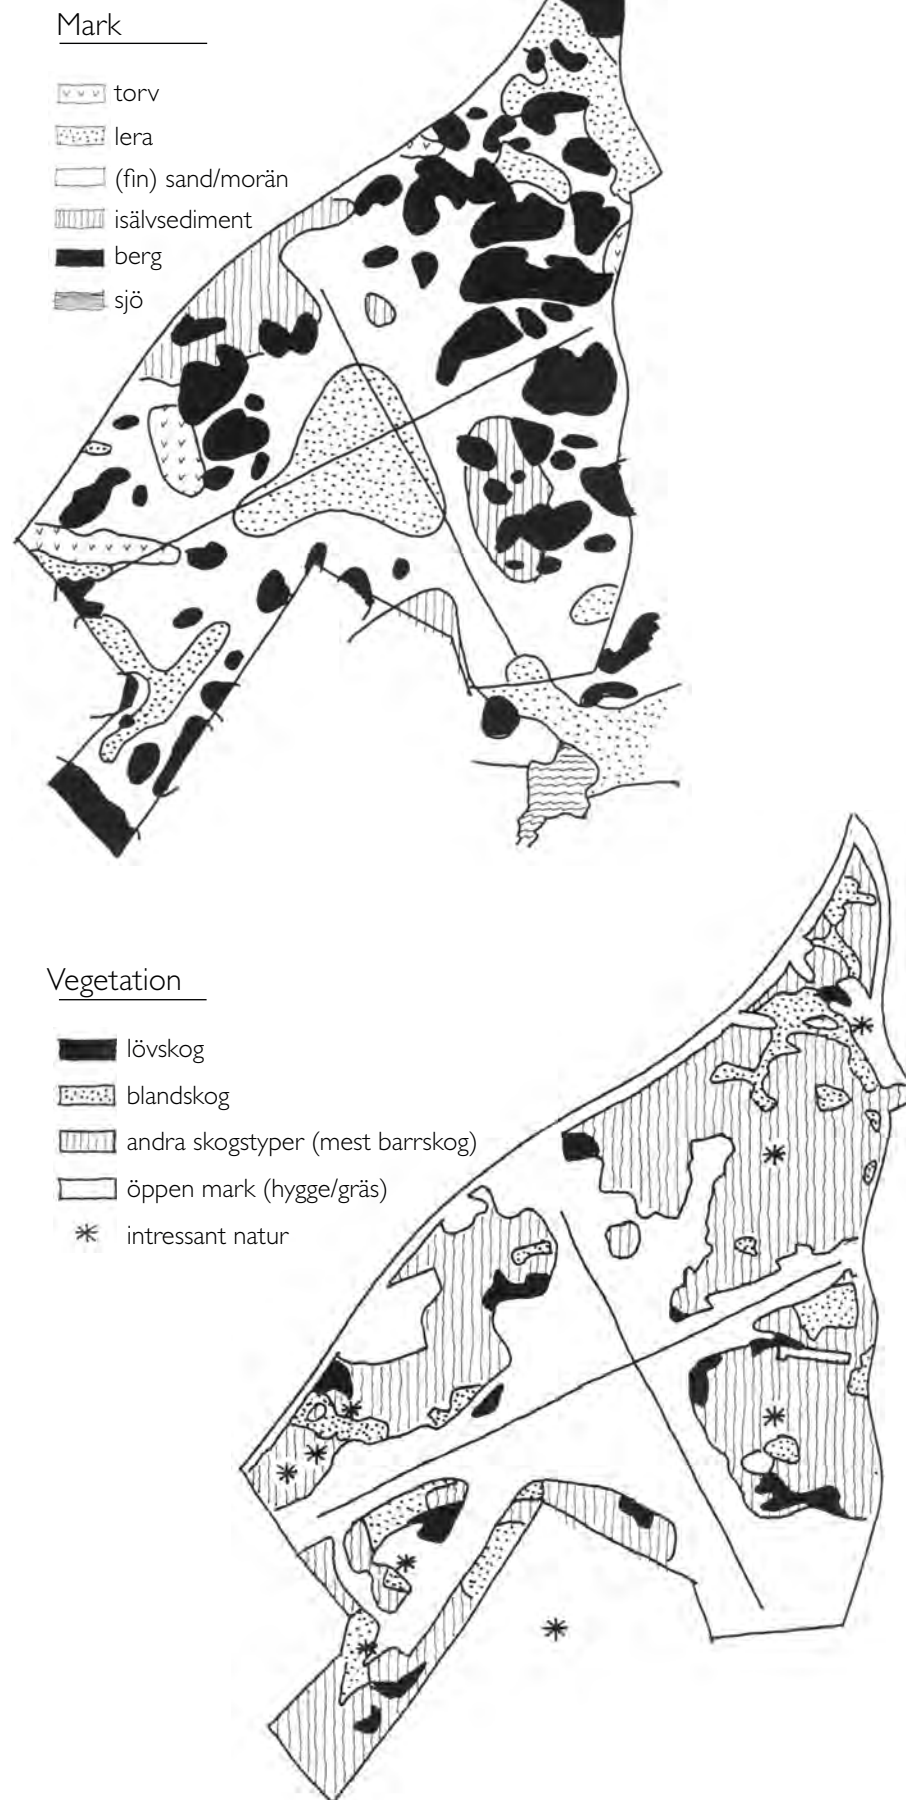 Mark
torv
lera
(fin) sand/morän
isälvsediment
berg
sjö
Vegetation
lövskog
blandskog
andra skogstyper (mest barrskog)
öppen mark (hygge/gräs)
intressant natur